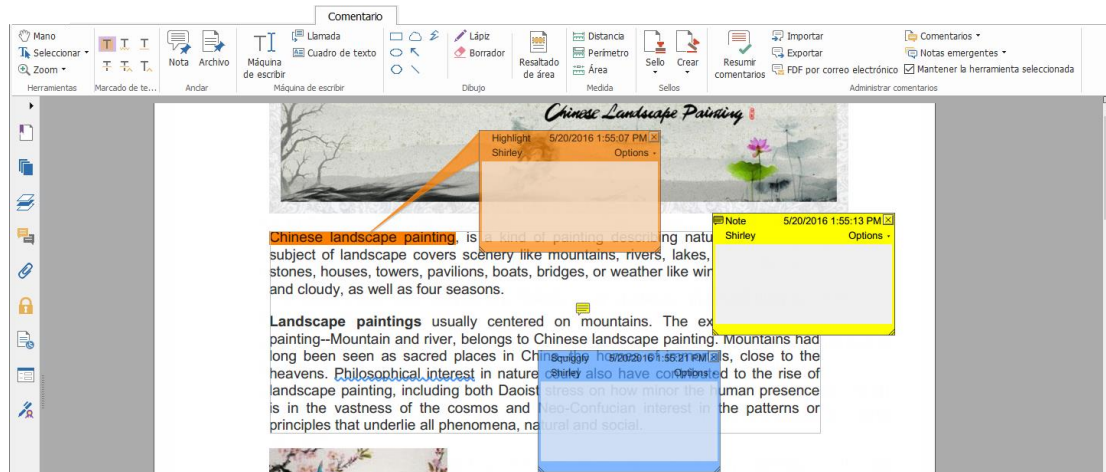 Comentario
Mano
Seleccionar
Zoom
Herramientas
T T T
T T T
Marcado de te...
Nota
Archivo
Andar
Máquina
de escribir
Llamada
Cuadro de texto
Máquina de escribir
Lápiz
Borrador
Resaltado
de área
Dibujo
Distancia
Perímetro
Área
Medida
Sello
Crear
Sellos
Resumir
comentarios
Importar
Exportar
FDF por correo electrónico
Comentarios
Notas emergentes
Mantener la herramienta seleccionada
Administrar comentarios
Chinese Landscape Painting
Highlight 5/20/2016 1:55:07 PM
Shirley Options
Note 5/20/2016 1:55:13 PM
Shirley Options
Chinese landscape painting, is a kind of painting describing natu
subject of landscape covers scenery like mountains, rivers, lakes,
stones, houses, towers, pavilions, boats, bridges, or weather like win
and cloudy, as well as four seasons.
Landscape paintings usually centered on mountains. The ex
painting--Mountain and river, belongs to Chinese landscape painting. Mountains had
long been seen as sacred places in China, the homes of immortals, close to the
Squiggly 5/20/2016 1:55:21 PM
heavens. Philosophical interest in nature could also have contributed to the rise of
Shirley Options
landscape painting, including both Daoist stress on how minor the human presence
is in the vastness of the cosmos and Neo-Confucian interest in the patterns or
principles that underlie all phenomena, natural and social.